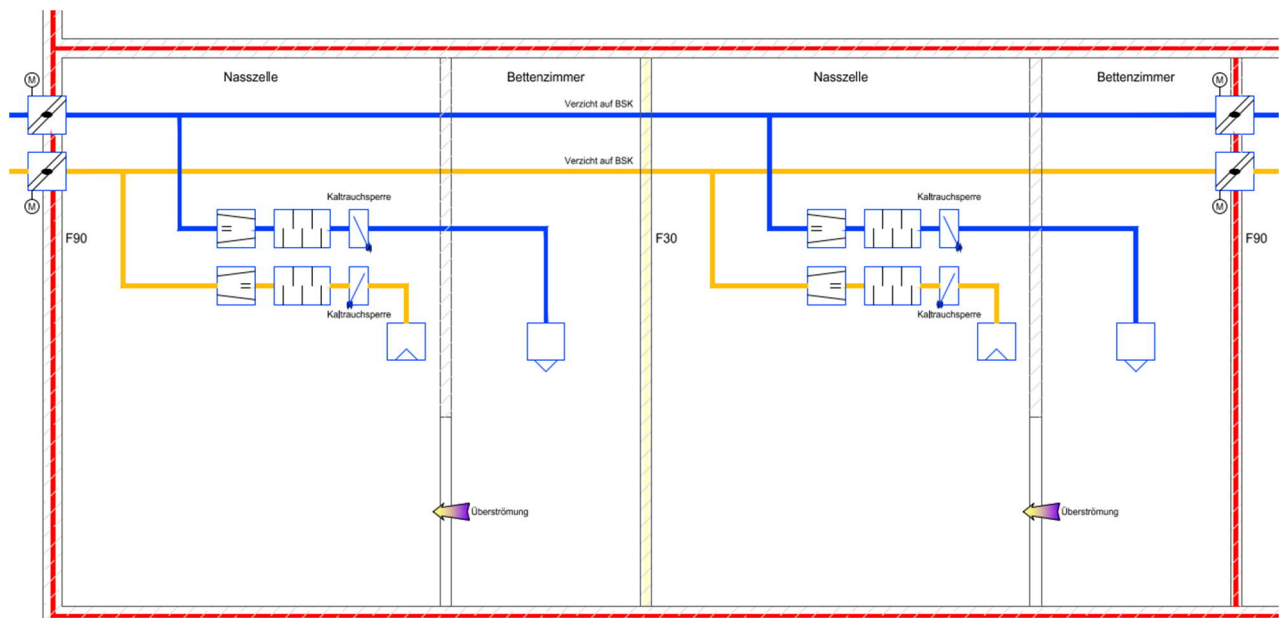 Nasszelle
Bettenzimmer
Nasszelle
Bettenzimmer
M
M
Verzicht auf BSK
Verzicht auf BSK
M
M
Kaltrauchsperre
Kaltrauchsperre
F90
F30
F90
Kaltrauchsperre
Kaltrauchsperre
Überströmung
Überströmung